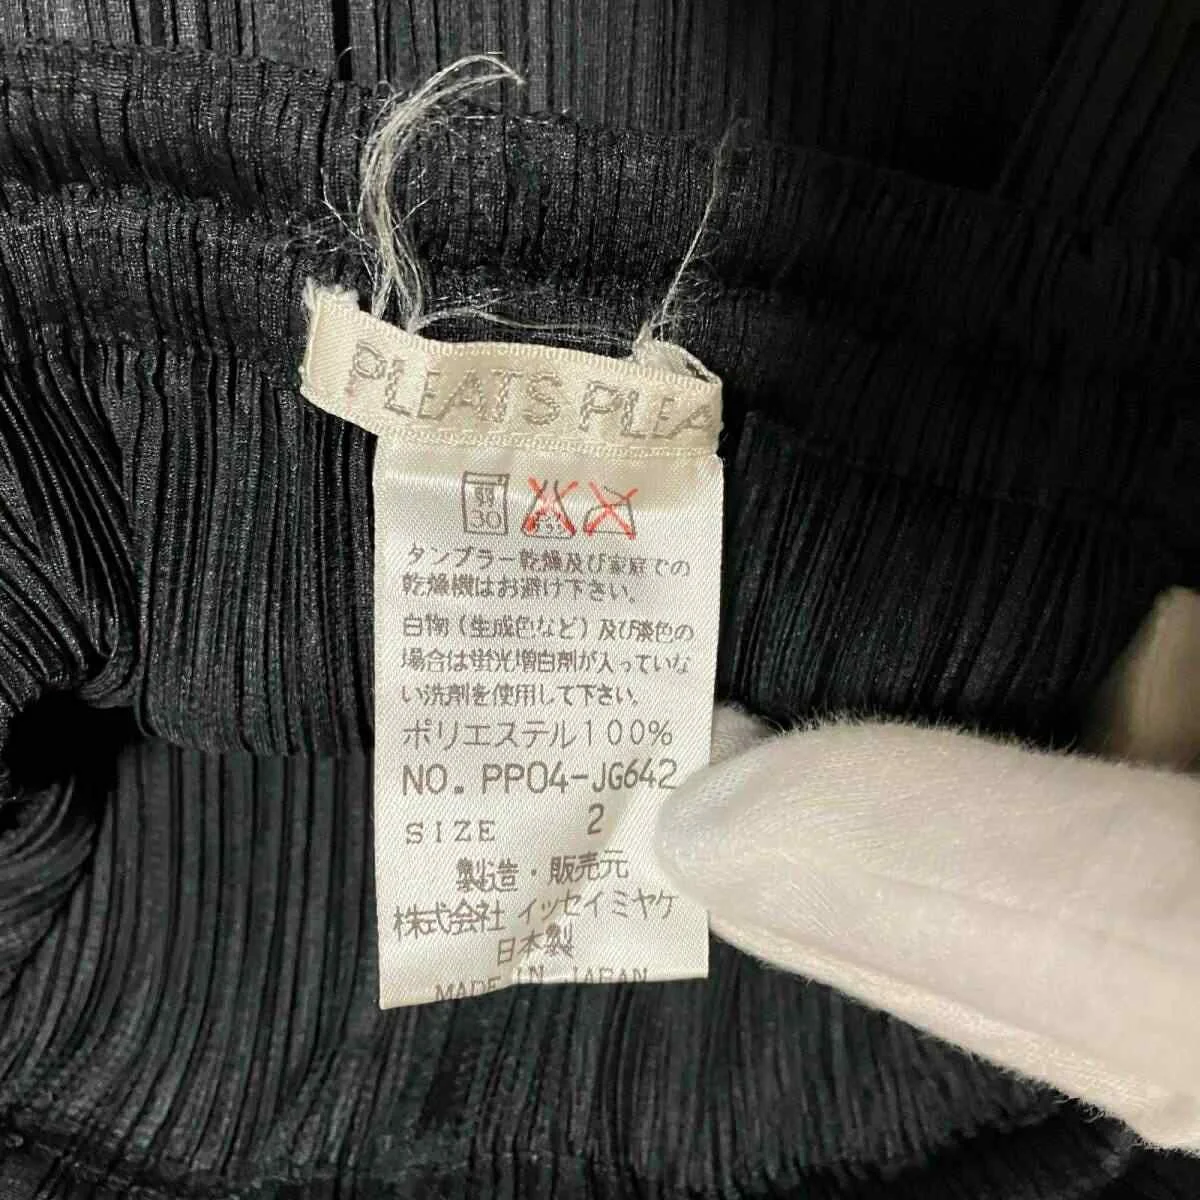 PLEATS PLEA
30
タンブラー乾燥及び家庭での
乾燥機はお避け下さい。
白物(生成色など)及び淡色の
場合は蛍光増白剤が入っていな
い洗剤を使用して下さい。
ポリエステル100%
NO. PP04-JG642
SIZE 2
製造・販売元
株式会社 イッセイミヤケ
日本製
MADE IN JAPAN